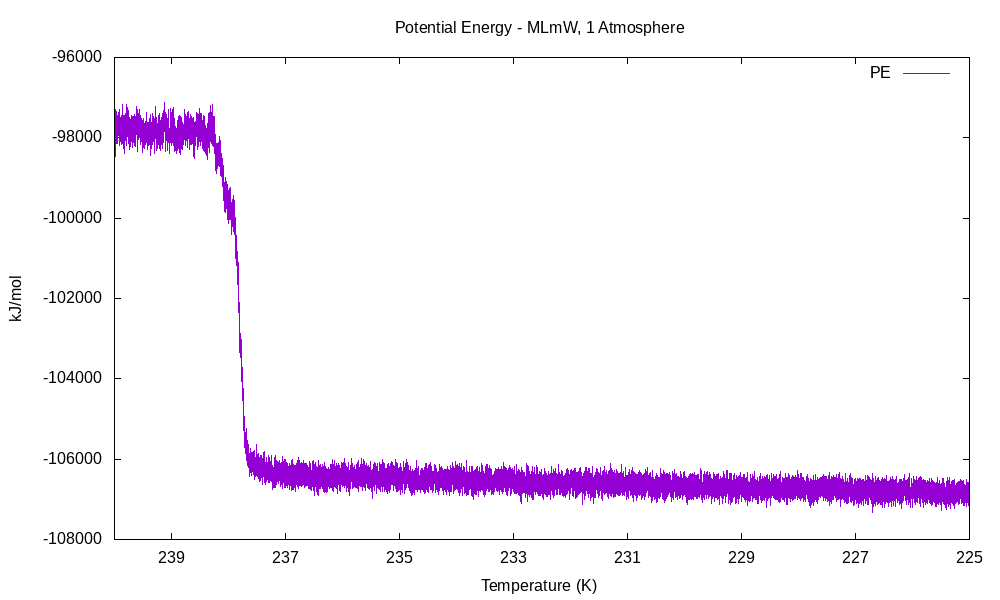 Potential Energy - MLmW, 1 Atmosphere
PE
-96000
-98000
-100000
-102000
-104000
-106000
-108000
kJ/mol
239 237 235 233 231 229 227 225
Temperature (K)